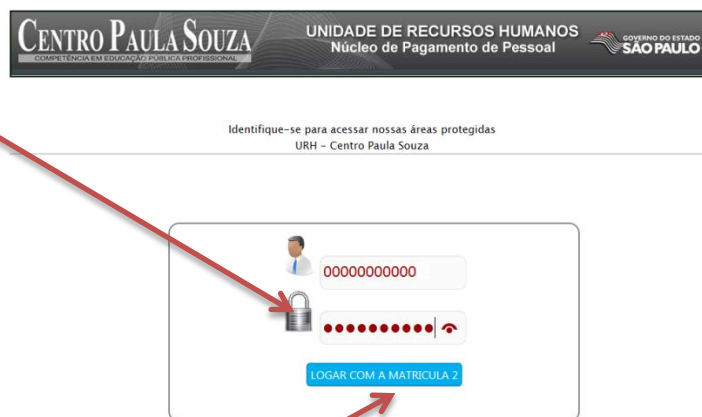 CENTRO PAULA SOUZA
COMPETÊNCIA EM EDUCAÇÃO PÚBLICA PROFISSIONAL
UNIDADE DE RECURSOS HUMANOS
Núcleo de Pagamento de Pessoal
GOVERNO DO ESTADO
SÃO PAULO
Identifique-se para acessar nossas áreas protegidas
URH – Centro Paula Souza
00000000000
●●●●●●●●●●
LOGAR COM A MATRICULA 2